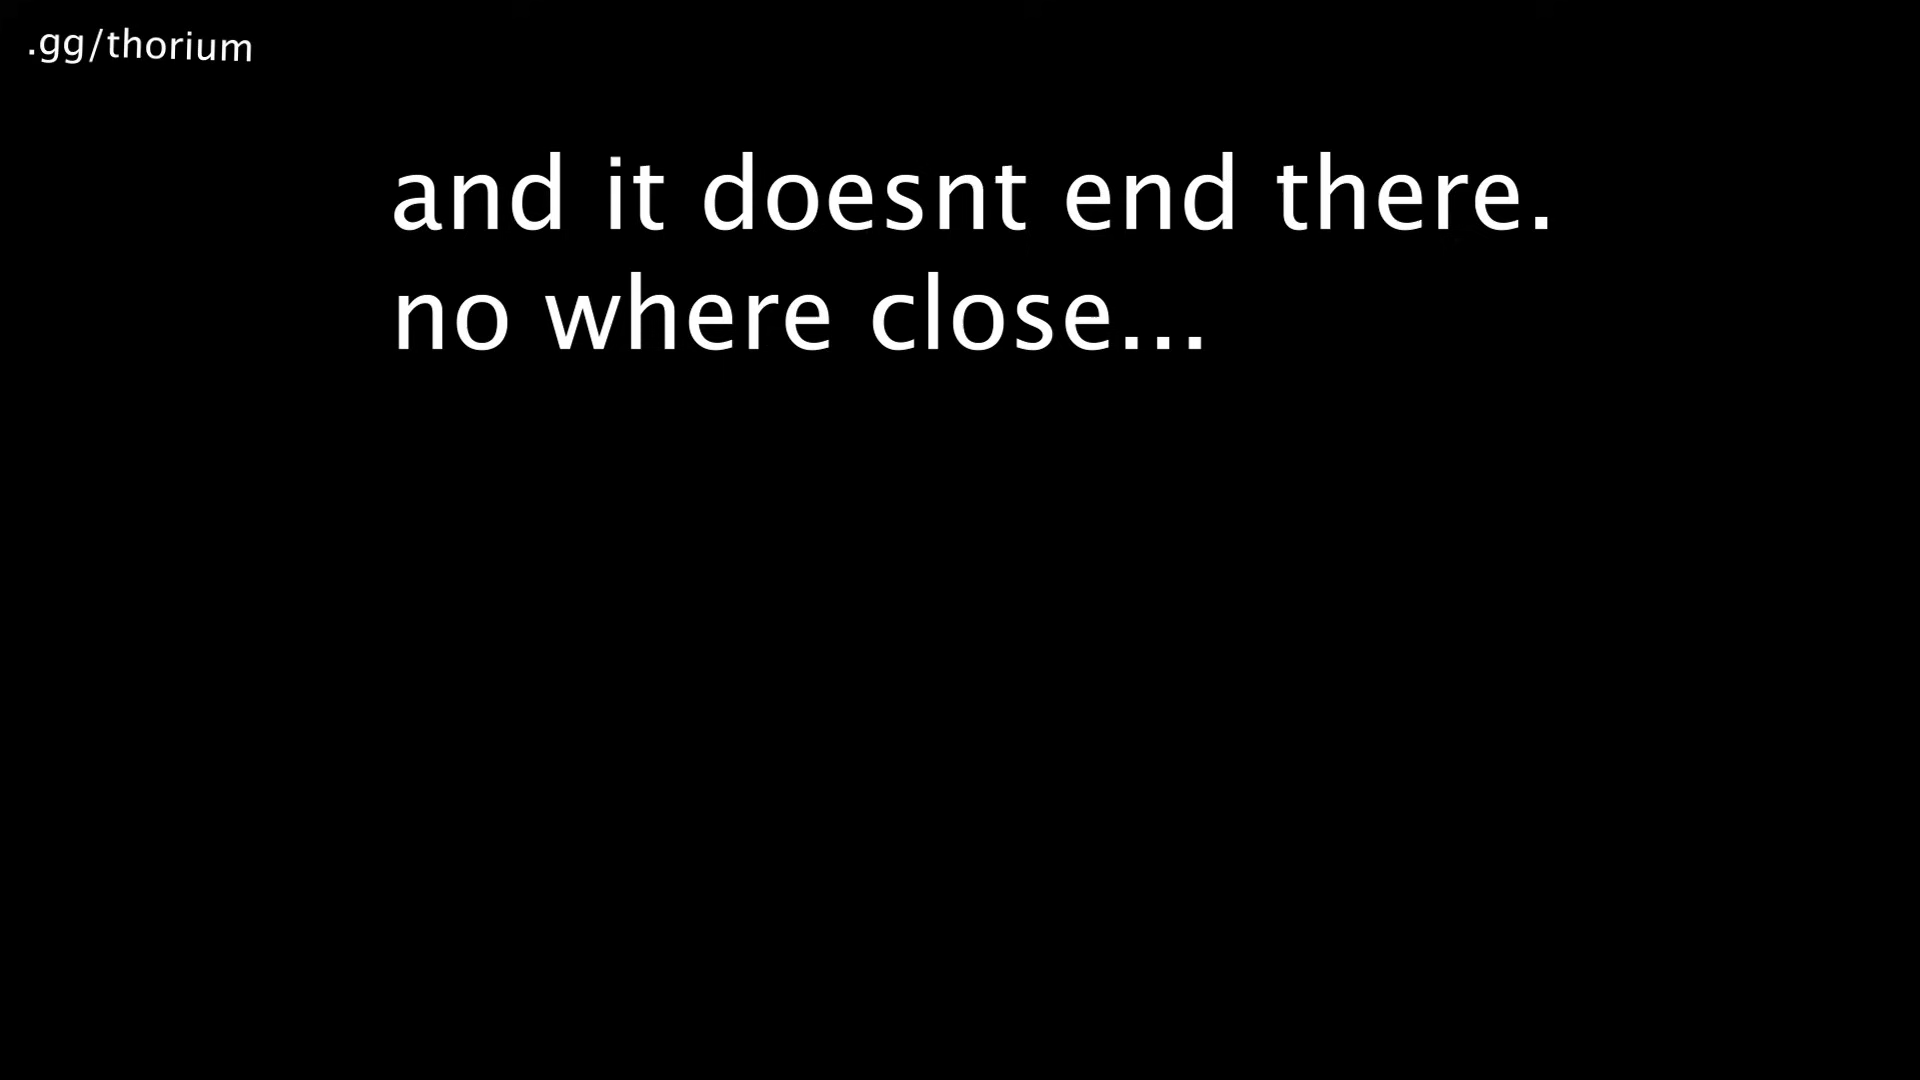 .gg/thorium
and it doesnt end there.
no where close...